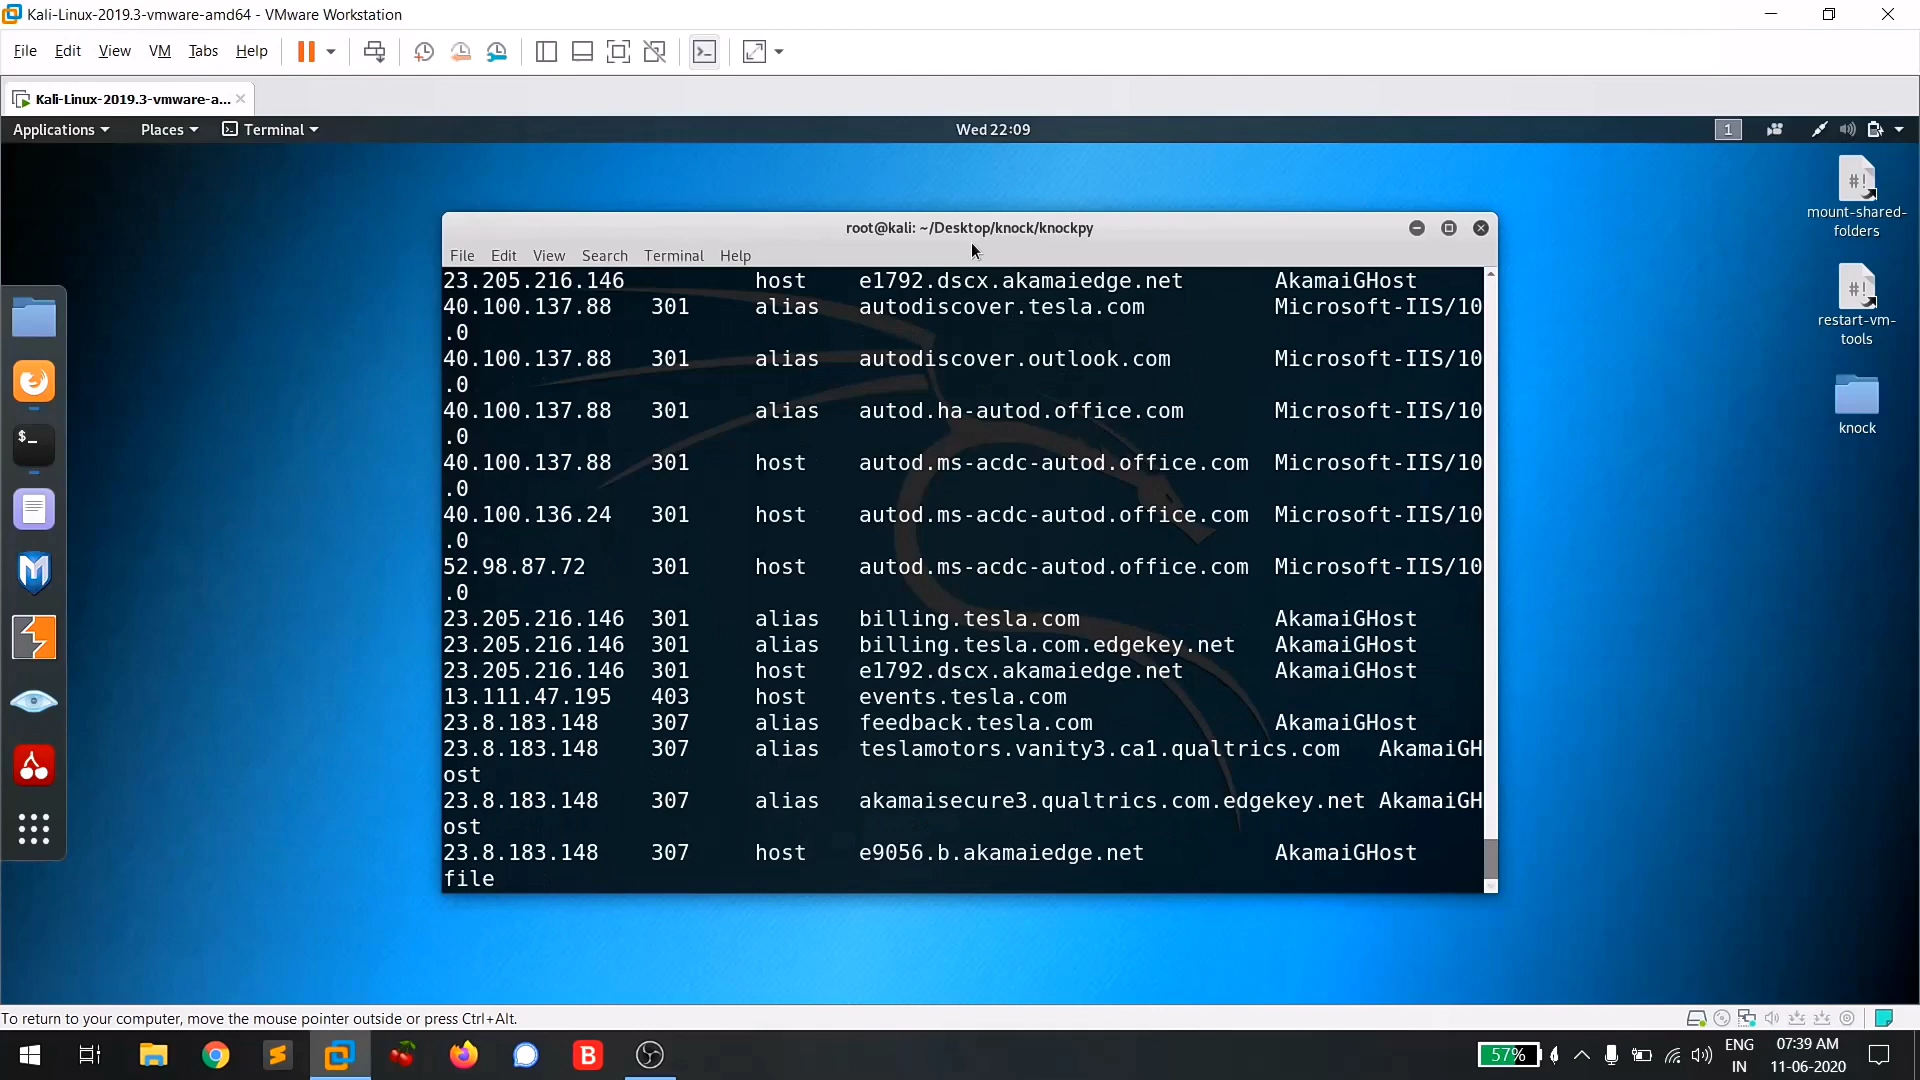 Kali-Linux-2019.3-vmware-amd64 - VMware Workstation
File Edit View VM Tabs Help
Kali-Linux-2019.3-vmware-a...
Applications Places Terminal Wed 22:09 1
mount-shared-folders
restart-vm-tools
knock
root@kali: ~/Desktop/knock/knockpy
File Edit View Search Terminal Help
23.205.216.146 host e1792.dscx.akamaiedge.net AkamaiGHost
40.100.137.88 301 alias autodiscover.tesla.com Microsoft-IIS/10
.0
40.100.137.88 301 alias autodiscover.outlook.com Microsoft-IIS/10
.0
40.100.137.88 301 alias autod.ha-autod.office.com Microsoft-IIS/10
.0
40.100.137.88 301 host autod.ms-acdc-autod.office.com Microsoft-IIS/10
.0
40.100.136.24 301 host autod.ms-acdc-autod.office.com Microsoft-IIS/10
.0
52.98.87.72 301 host autod.ms-acdc-autod.office.com Microsoft-IIS/10
.0
23.205.216.146 301 alias billing.tesla.com AkamaiGHost
23.205.216.146 301 alias billing.tesla.com.edgekey.net AkamaiGHost
23.205.216.146 301 host e1792.dscx.akamaiedge.net AkamaiGHost
13.111.47.195 403 host events.tesla.com
23.8.183.148 307 alias feedback.tesla.com AkamaiGHost
23.8.183.148 307 alias teslamotors.vanity3.ca1.qualtrics.com AkamaiGH
ost
23.8.183.148 307 alias akamaisecure3.qualtrics.com.edgekey.net AkamaiGH
ost
23.8.183.148 307 host e9056.b.akamaiedge.net AkamaiGHost
file
To return to your computer, move the mouse pointer outside or press Ctrl+Alt.
57% ENG 07:39 AM
IN 11-06-2020